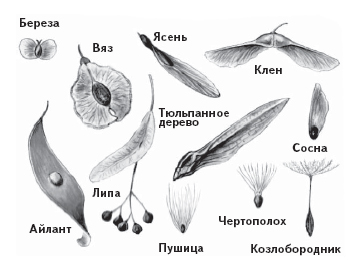 Береза
Вяз
Ясень
Клен
Тюльпанное
дерево
Сосна
Липа
Айлант
Пушица
Чертополох
Козлобородник